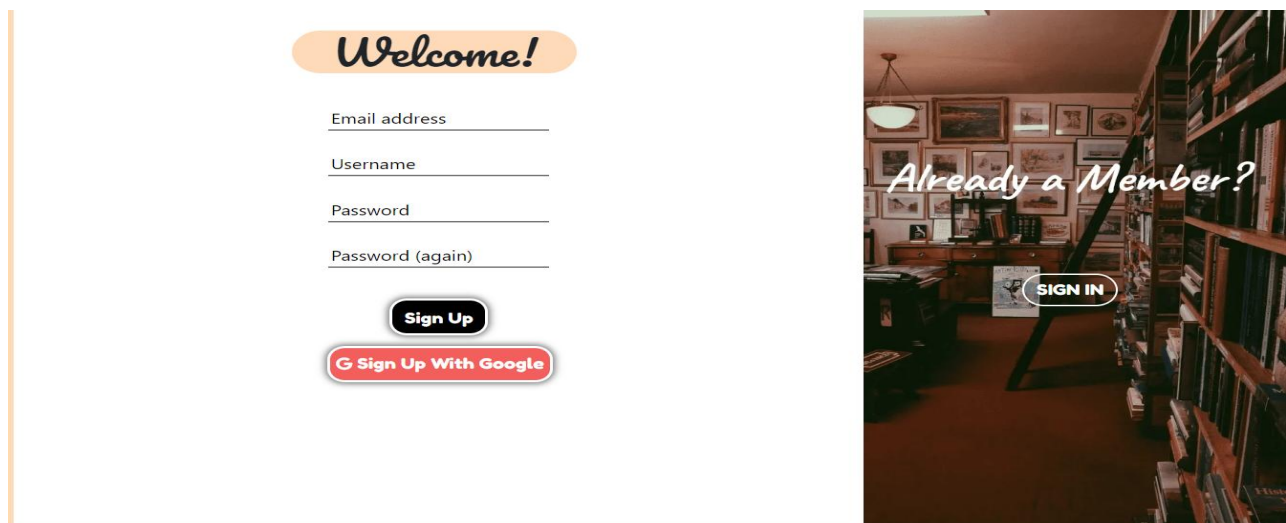 Welcome!
Email address
Username
Password
Password (again)
Sign Up
G Sign Up With Google
Already a Member?
SIGN IN